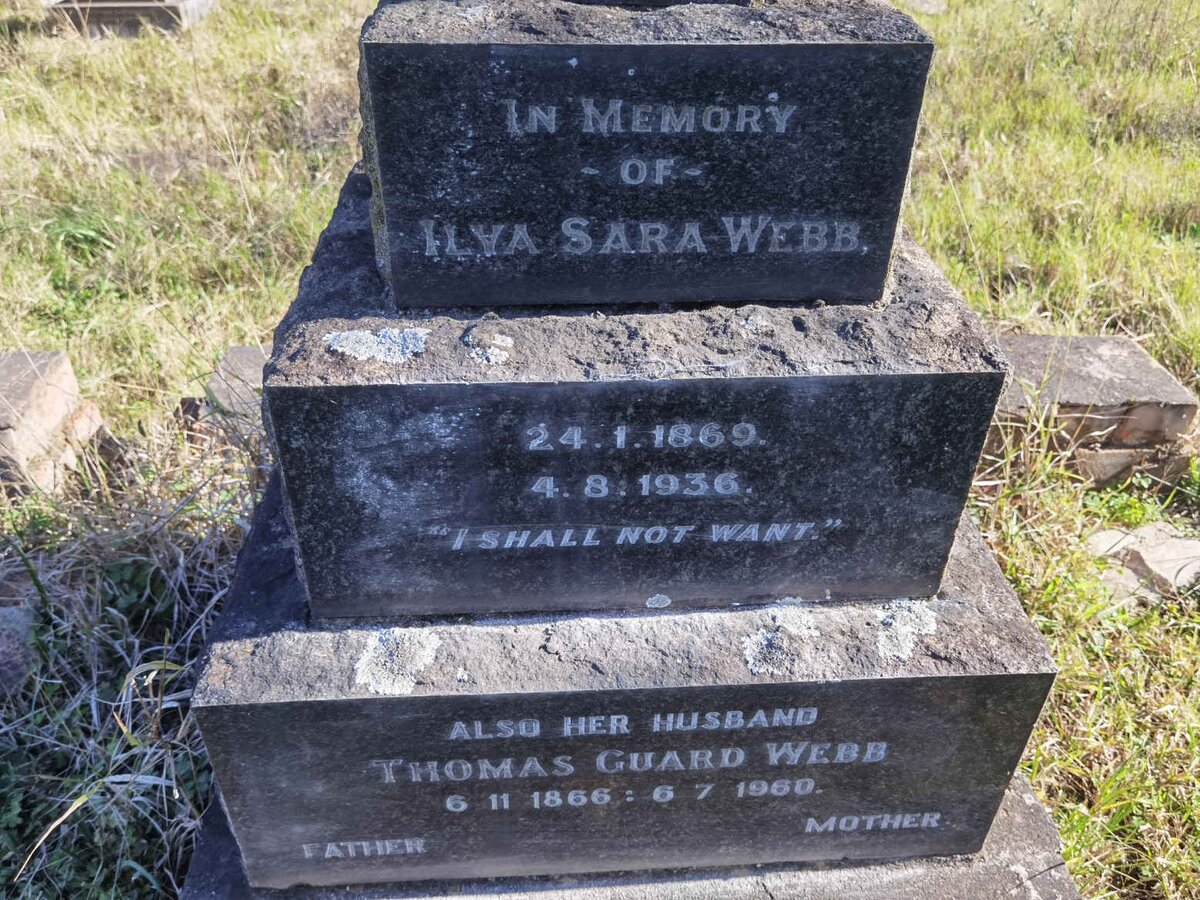 IN MEMORY
~ OF ~
ILVA SARA WEBB.
24.1.1869.
4.8.1936.
"I SHALL NOT WANT."
ALSO HER HUSBAND
THOMAS GUARD WEBB
6 11 1866 : 6 7 1960.
FATHER MOTHER